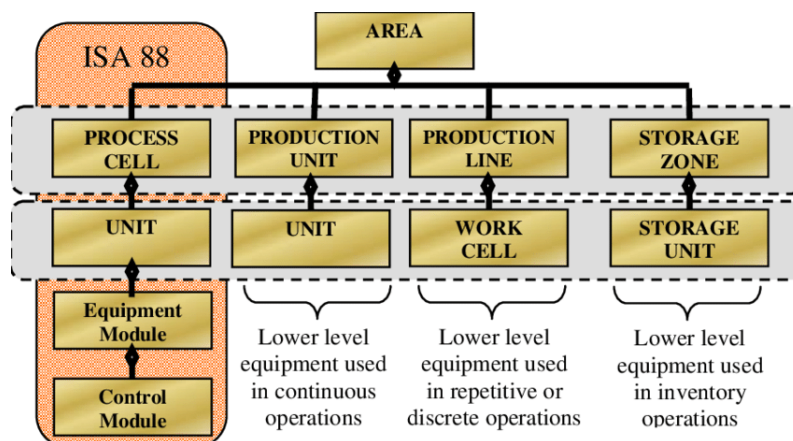 ISA 88
AREA
PROCESS
CELL
PRODUCTION
UNIT
PRODUCTION
LINE
STORAGE
ZONE
UNIT
UNIT
WORK
CELL
STORAGE
UNIT
Equipment
Module
Control
Module
Lower level
equipment used
in continuous
operations
Lower level
equipment used
in repetitive or
discrete operations
Lower level
equipment used
in inventory
operations